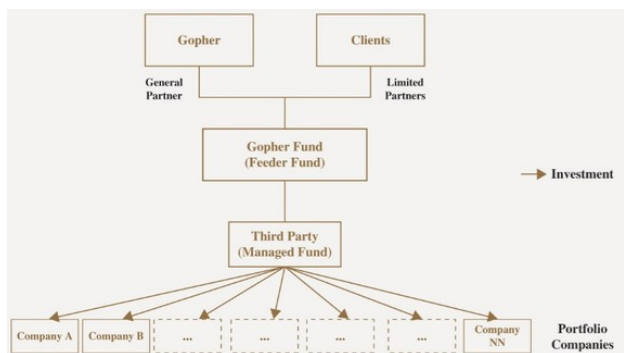 Gopher
Clients
General
Partner
Limited
Partners
Gopher Fund
(Feeder Fund)
Investment
Third Party
(Managed Fund)
Company A
Company B
...
...
...
...
Company
NN
Portfolio
Companies